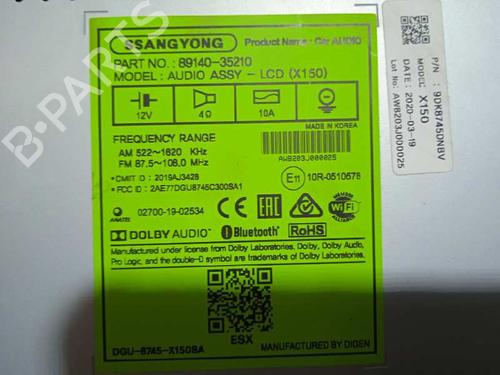 SSANGYONG
Product Name : Car AUDIO
PART NO. : 89140-35210
MODEL : AUDIO ASSY - LCD (X150)
12V
4Ω
10A
FREQUENCY RANGE
AM 522~1620 KHz
FM 87.5~108.0 MHz
MADE IN KOREA
AW8203J000025
•CMIIT ID : 2019AJ3428
•FCC ID : 2AE77DGU8745C300SA1
E11 10R-0510578
ANATEL
02700-19-02534
CE
EAC
Wi Fi
DOLBY AUDIO
Bluetooth
RoHS
Manufactured under license from Dolby Laboratories. Dolby, Dolby Audio,
Pro Logic, and the double-D symbol are trademarks of Dolby Laboratories.
ESX
DGU-8745-X150SA
MANUFACTURED BY DIGEN
P/N : 9DK8745DNBV
MODEL : X150
DATE : 2020-03-19
Lot No: AW8203J000025
B-PARTS